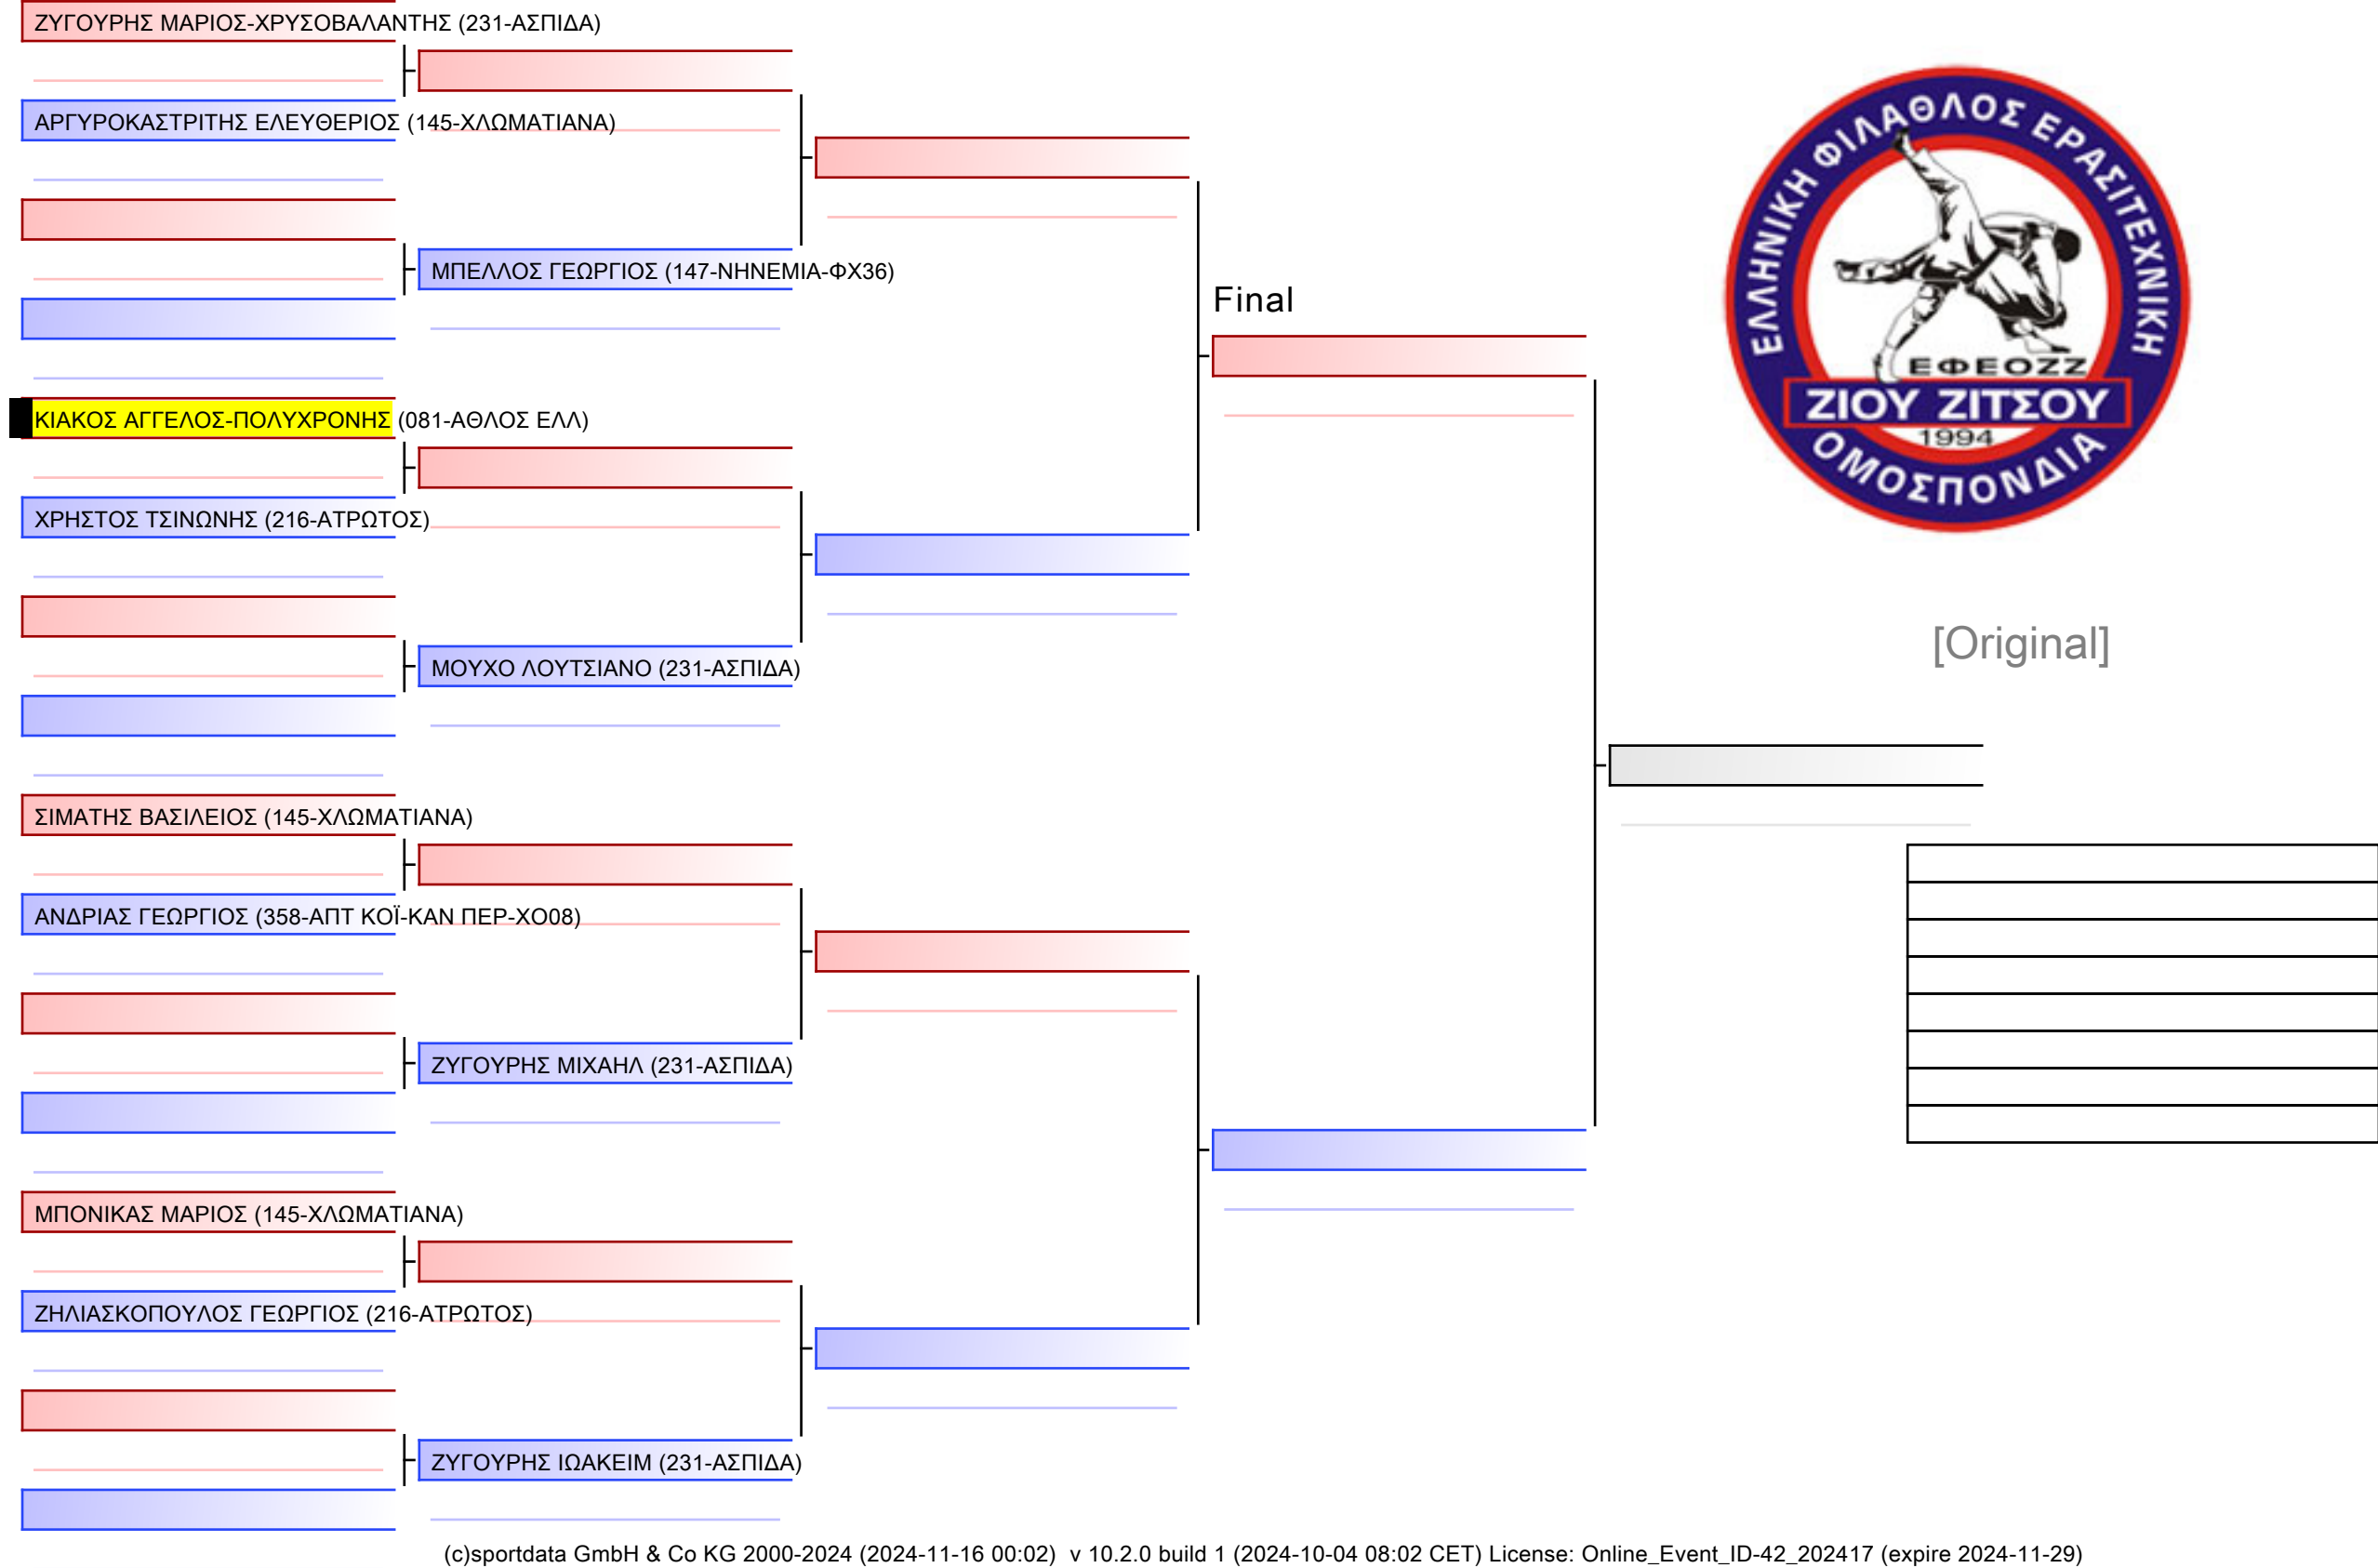 ΖΥΓΟΥΡΗΣ ΜΑΡΙΟΣ-ΧΡΥΣΟΒΑΛΑΝΤΗΣ (231-ΑΣΠΙΔΑ)
ΑΡΓΥΡΟΚΑΣΤΡΙΤΗΣ ΕΛΕΥΘΕΡΙΟΣ (145-ΧΛΩΜΑΤΙΑΝΑ)
ΜΠΕΛΛΟΣ ΓΕΩΡΓΙΟΣ (147-ΝΗΝΕΜΙΑ-ΦΧ36)
ΚΙΑΚΟΣ ΑΓΓΕΛΟΣ-ΠΟΛΥΧΡΟΝΗΣ (081-ΑΘΛΟΣ ΕΛΛ)
ΧΡΗΣΤΟΣ ΤΣΙΝΩΝΗΣ (216-ΑΤΡΩΤΟΣ)
ΜΟΥΧΟ ΛΟΥΤΣΙΑΝΟ (231-ΑΣΠΙΔΑ)
ΣΙΜΑΤΗΣ ΒΑΣΙΛΕΙΟΣ (145-ΧΛΩΜΑΤΙΑΝΑ)
ΑΝΔΡΙΑΣ ΓΕΩΡΓΙΟΣ (358-ΑΠΤ ΚΟΪ-ΚΑΝ ΠΕΡ-ΧΟ08)
ΖΥΓΟΥΡΗΣ ΜΙΧΑΗΛ (231-ΑΣΠΙΔΑ)
ΜΠΟΝΙΚΑΣ ΜΑΡΙΟΣ (145-ΧΛΩΜΑΤΙΑΝΑ)
ΖΗΛΙΑΣΚΟΠΟΥΛΟΣ ΓΕΩΡΓΙΟΣ (216-ΑΤΡΩΤΟΣ)
ΖΥΓΟΥΡΗΣ ΙΩΑΚΕΙΜ (231-ΑΣΠΙΔΑ)
Final
ΕΛΛΗΝΙΚΗ ΦΙΛΑΘΛΟΣ ΕΡΑΣΙΤΕΧΝΙΚΗ
ΕΦΕΟΖΖ
ΖΙΟΥ ΖΙΤΣΟΥ
1994
ΟΜΟΣΠΟΝΔΙΑ
[Original]
(c)sportdata GmbH & Co KG 2000-2024 (2024-11-16 00:02) v 10.2.0 build 1 (2024-10-04 08:02 CET) License: Online_Event_ID-42_202417 (expire 2024-11-29)